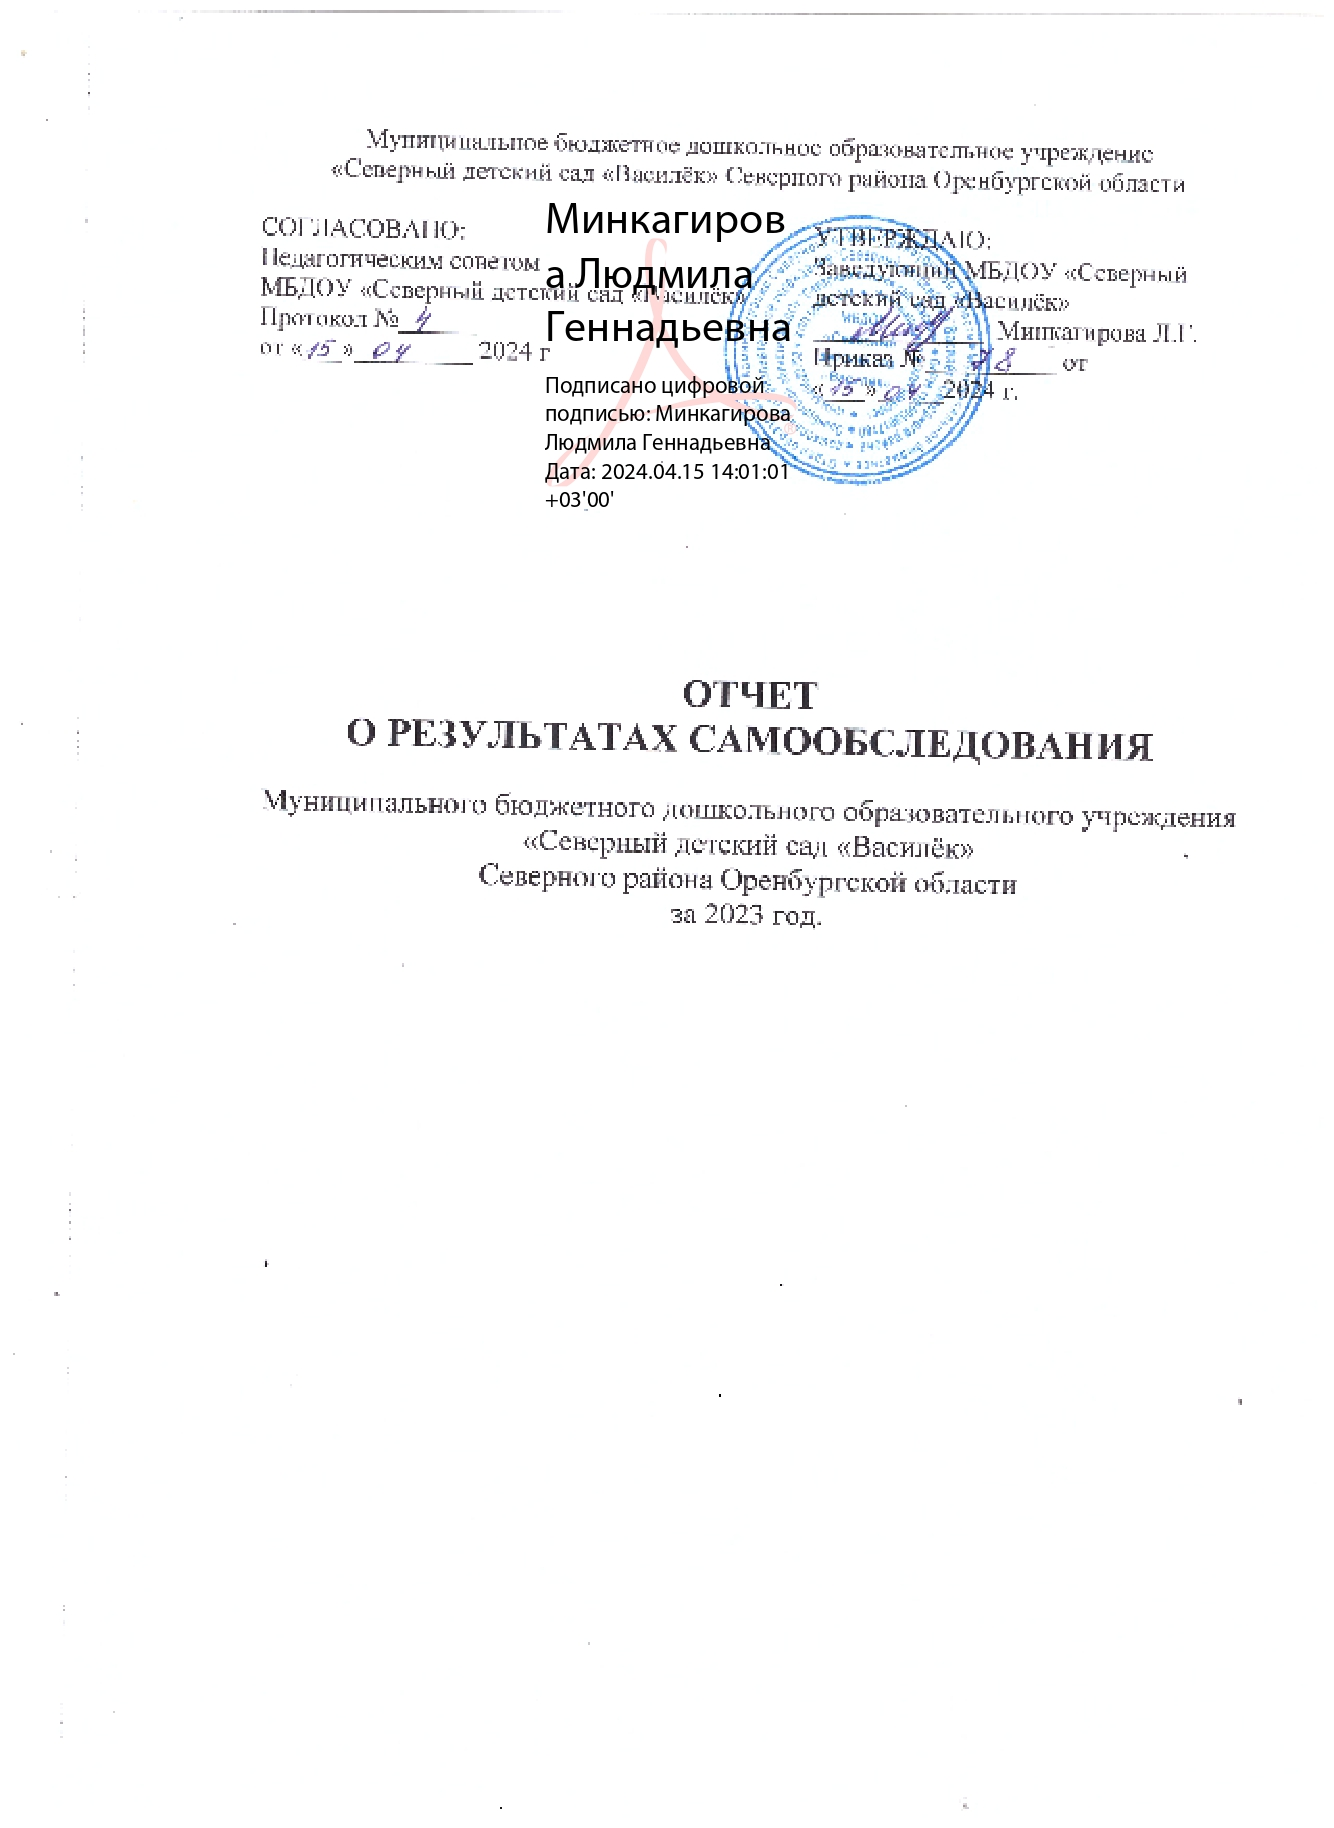 Муниципальное бюджетное дошкольное образовательное учреждение
«Северный детский сад «Василёк» Северного района Оренбургской области
СОГЛАСОВАНО:
Педагогическим советом
МБДОУ «Северный детский сад «Василёк»
Протокол № 4
от «15» 04 2024 г
Минкагиров
а Людмила
Геннадьевна
Подписано цифровой
подписью: Минкагирова
Людмила Геннадьевна
Дата: 2024.04.15 14:01:01
+03'00'
УТВЕРЖДАЮ:
Заведующий МБДОУ «Северный
детский сад «Василёк»
Минкагирова Л.Г.
Приказ № 78 от
«15» 04 2024 г.
ОТЧЕТ
О РЕЗУЛЬТАТАХ САМООБСЛЕДОВАНИЯ
Муниципального бюджетного дошкольного образовательного учреждения
«Северный детский сад «Василёк»
Северного района Оренбургской области
за 2023 год.